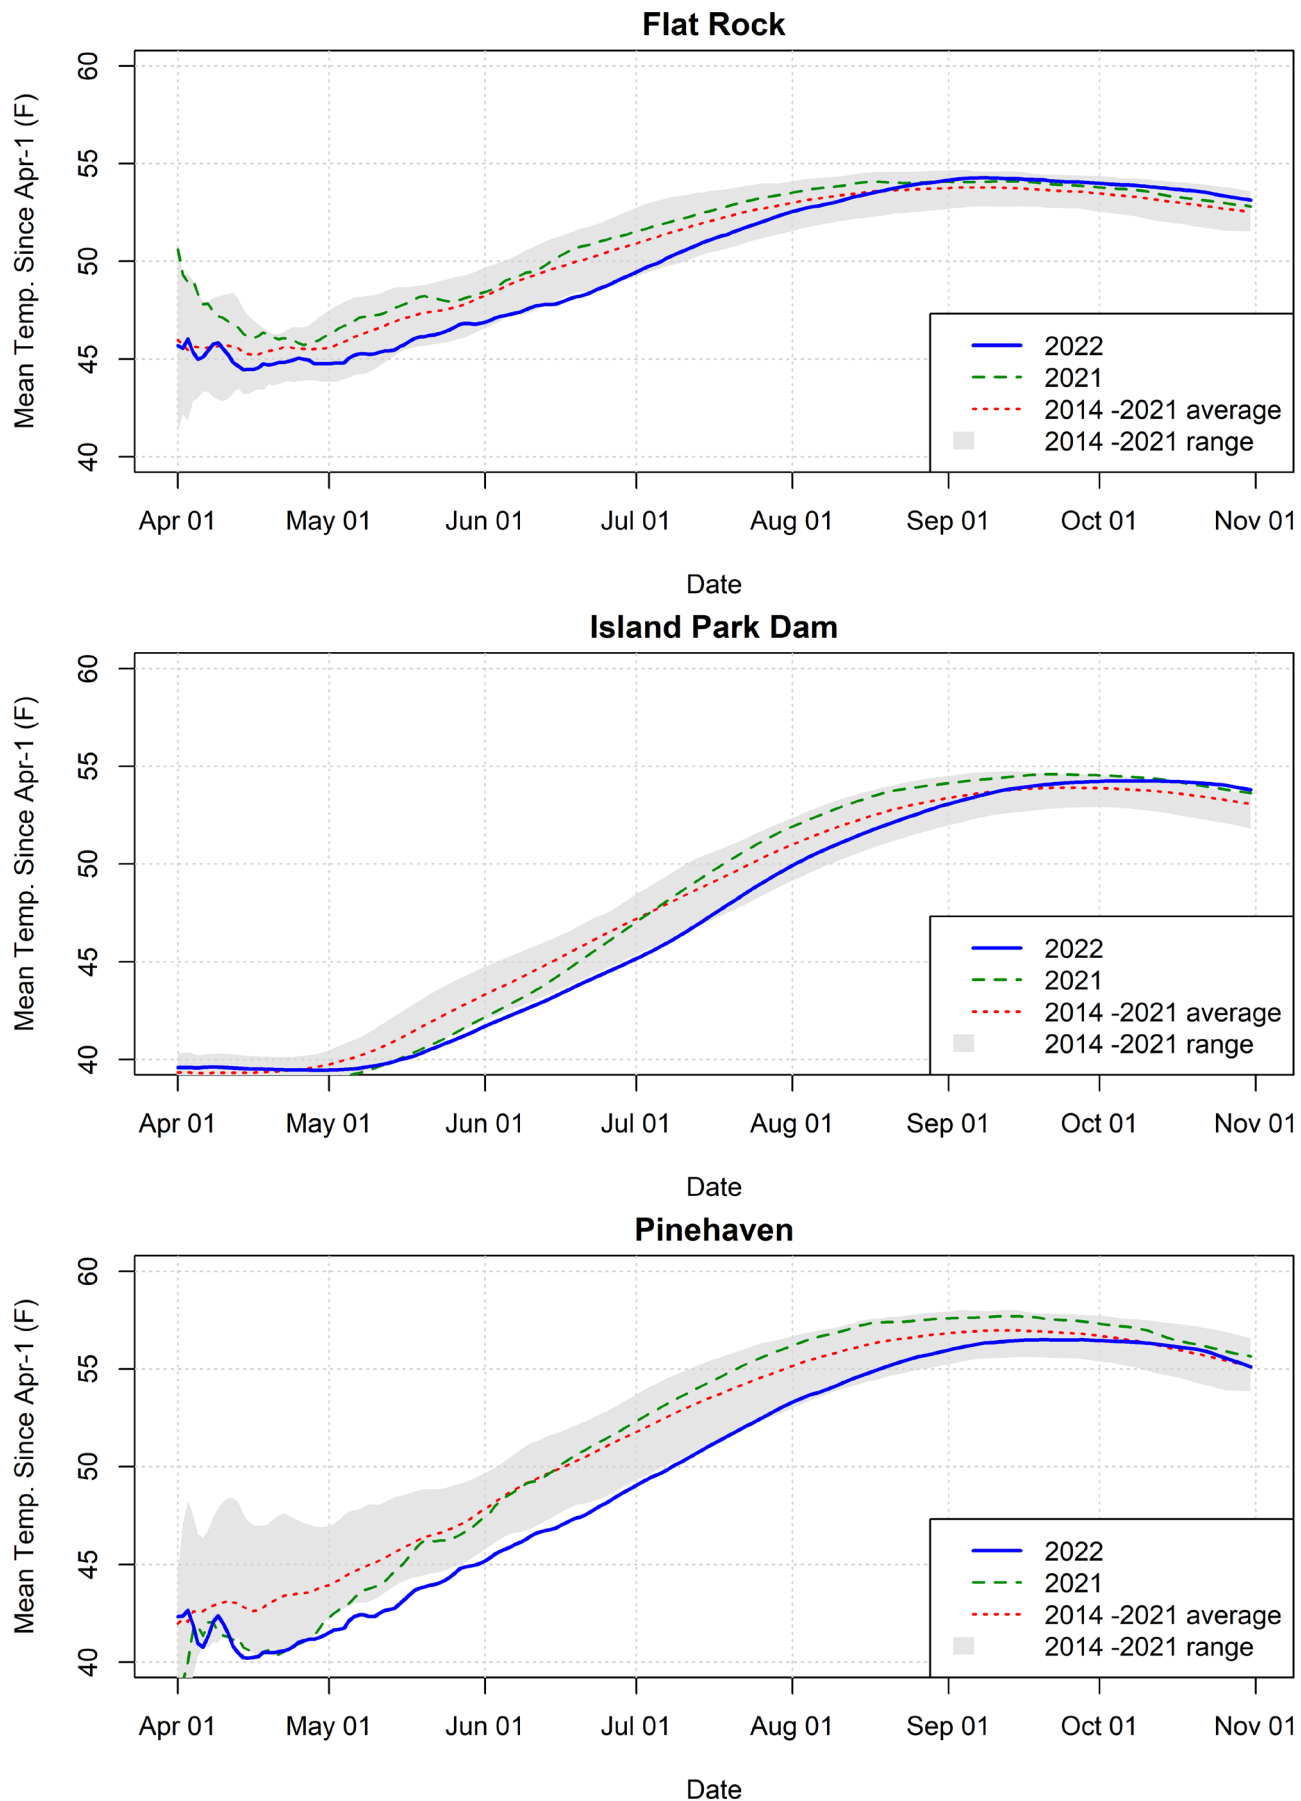 Flat Rock
Mean Temp. Since Apr-1 (F)
60
55
50
45
40
2022
2021
2014 -2021 average
2014 -2021 range
Apr 01 May 01 Jun 01 Jul 01 Aug 01 Sep 01 Oct 01 Nov 01
Date
Island Park Dam
Mean Temp. Since Apr-1 (F)
60
55
50
45
40
2022
2021
2014 -2021 average
2014 -2021 range
Apr 01 May 01 Jun 01 Jul 01 Aug 01 Sep 01 Oct 01 Nov 01
Date
Pinehaven
Mean Temp. Since Apr-1 (F)
60
55
50
45
40
2022
2021
2014 -2021 average
2014 -2021 range
Apr 01 May 01 Jun 01 Jul 01 Aug 01 Sep 01 Oct 01 Nov 01
Date